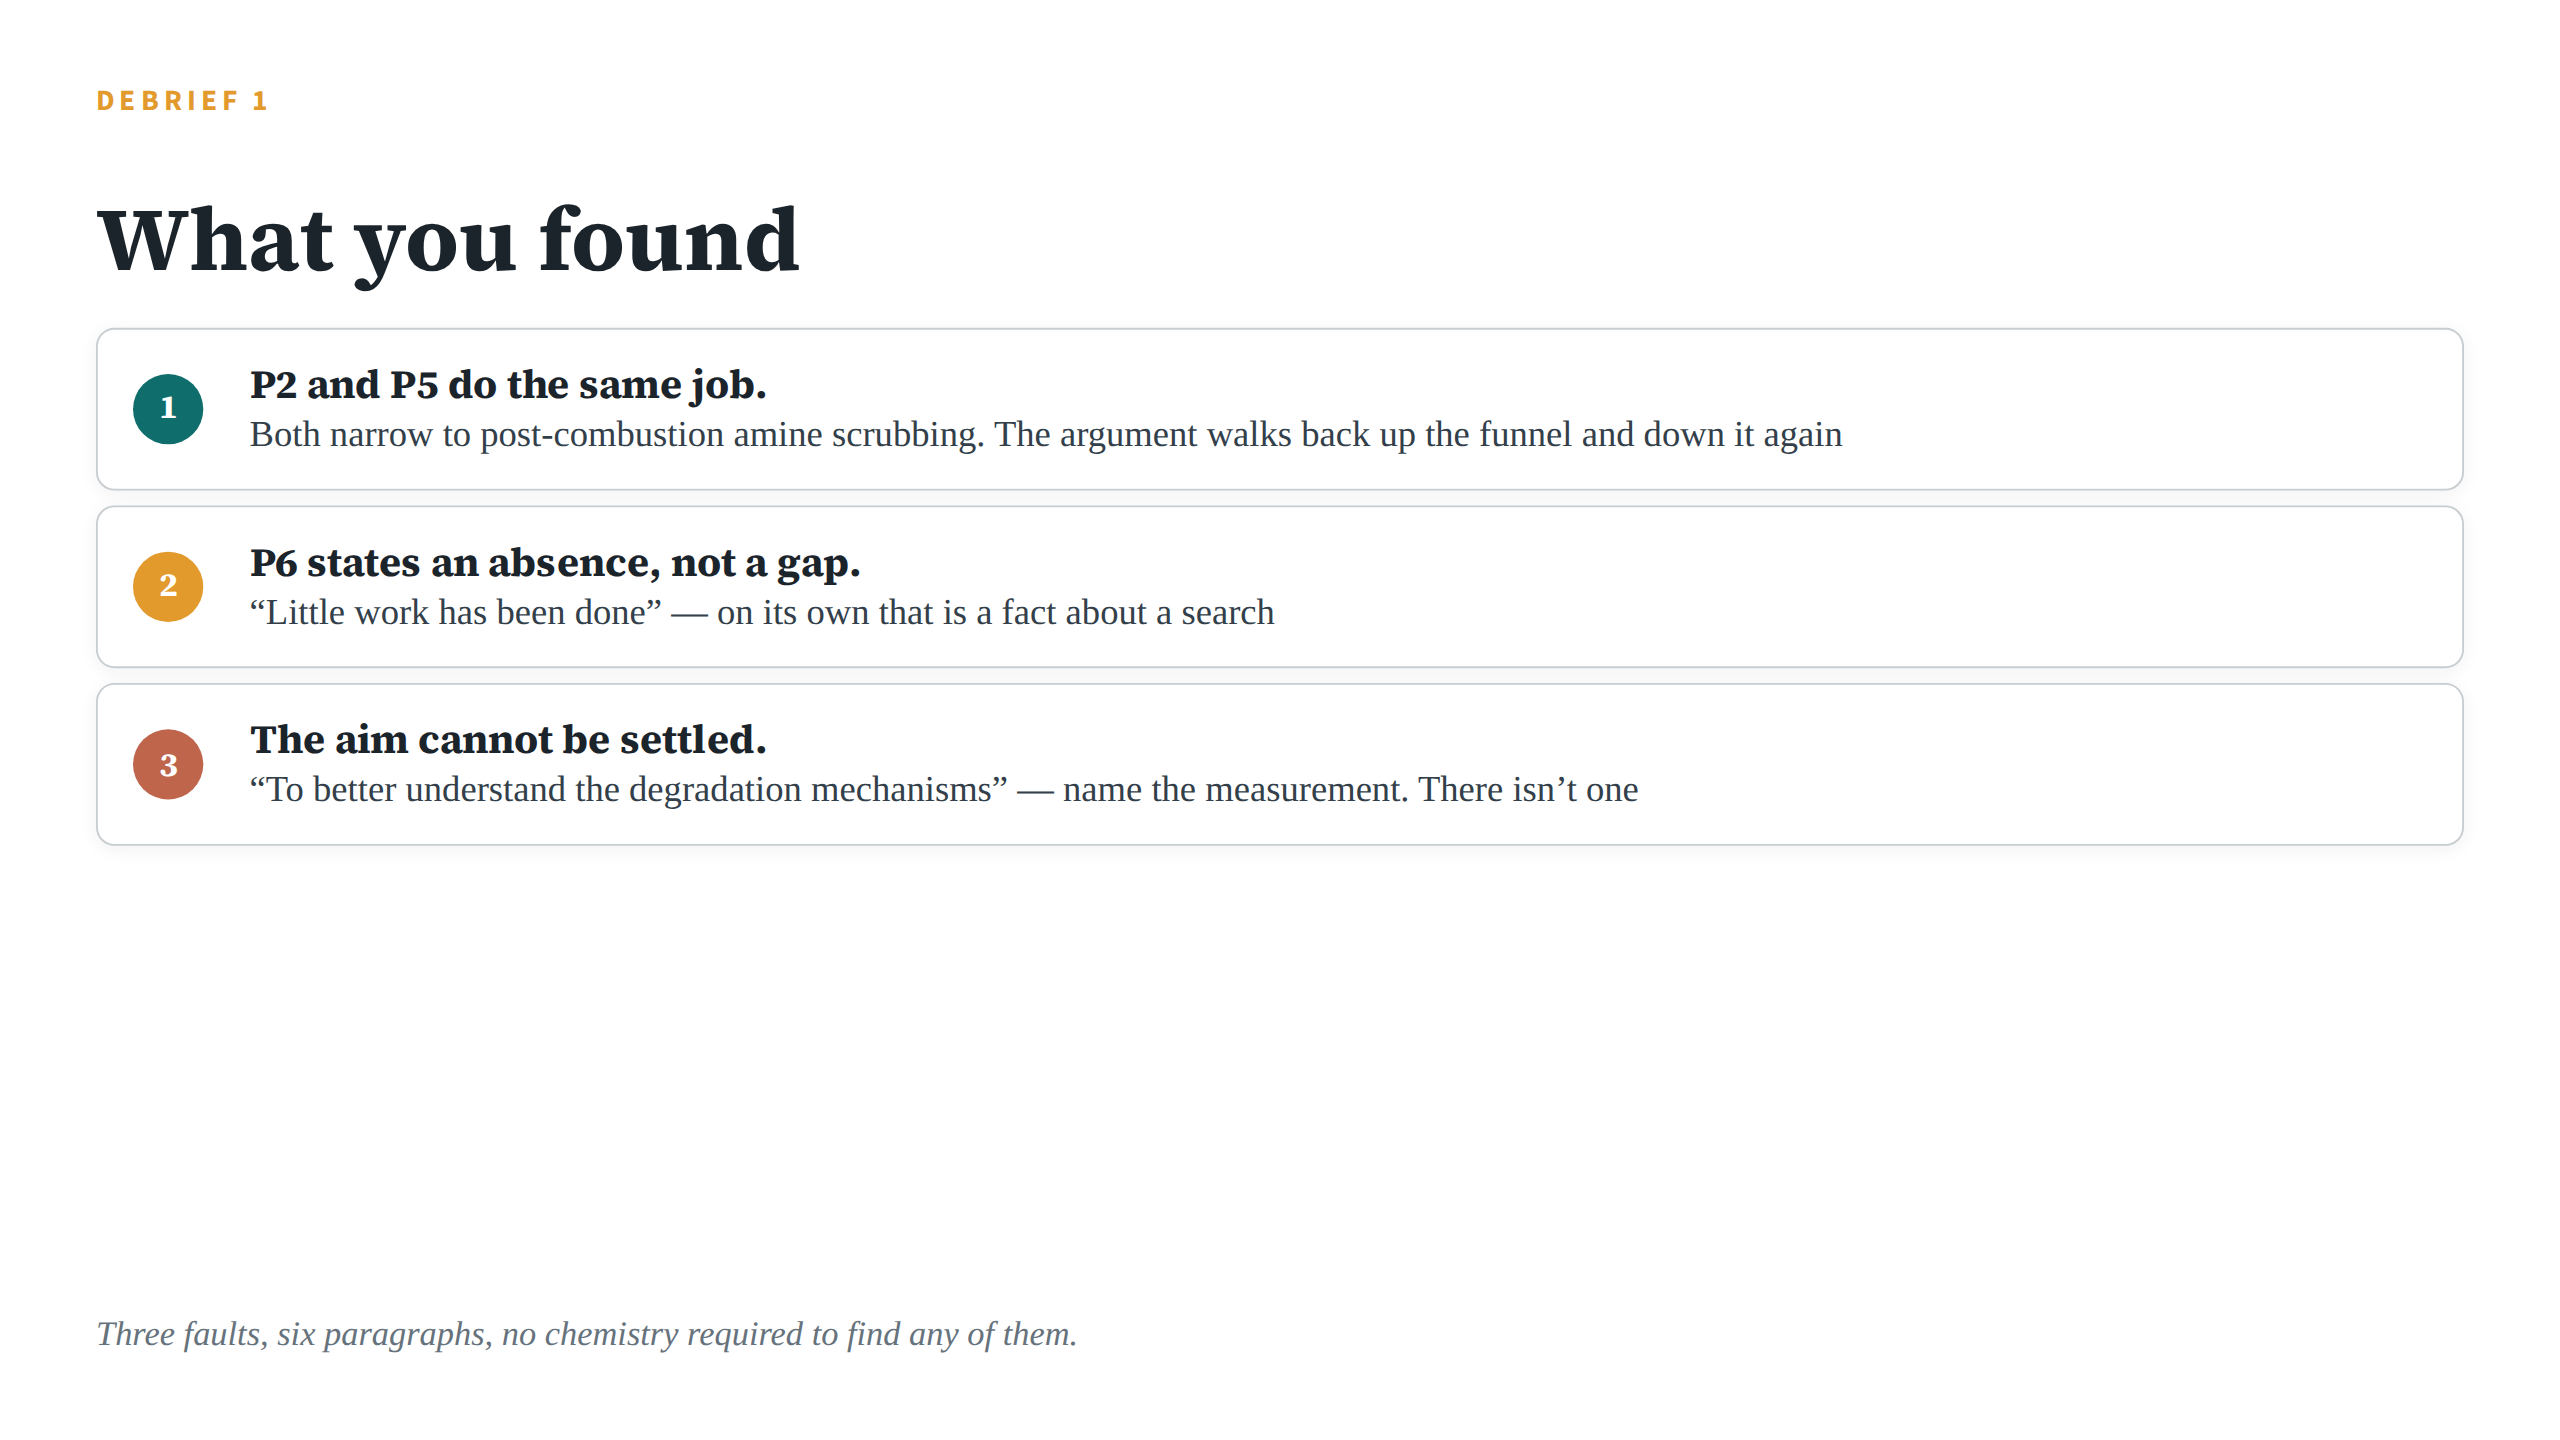 DEBRIEF 1
What you found
1
P2 and P5 do the same job.
Both narrow to post-combustion amine scrubbing. The argument walks back up the funnel and down it again
2
P6 states an absence, not a gap.
“Little work has been done” — on its own that is a fact about a search
3
The aim cannot be settled.
“To better understand the degradation mechanisms” — name the measurement. There isn’t one
Three faults, six paragraphs, no chemistry required to find any of them.